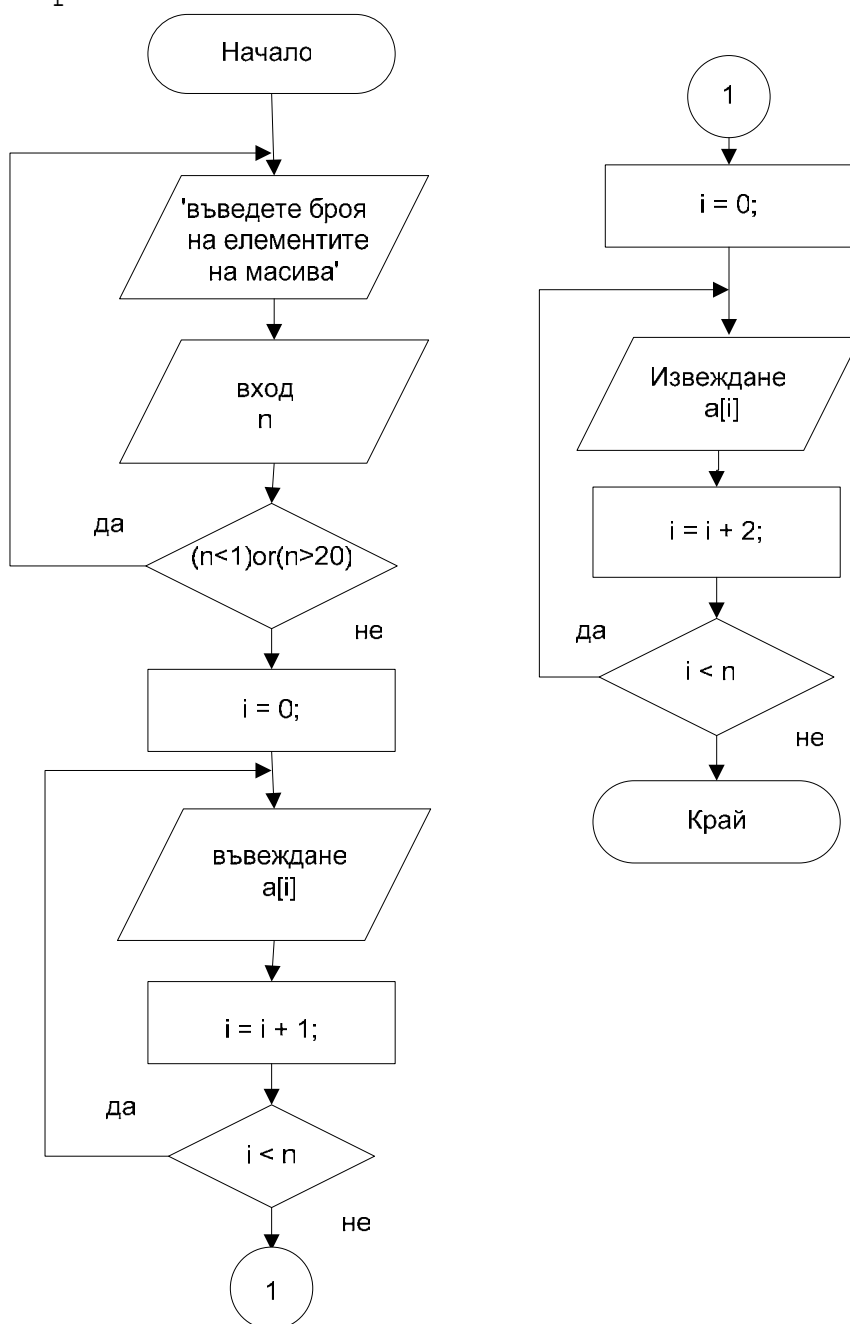 1
Начало
'въведете броя
на елементите
на масива'
вход
n
да
(n<1)or(n>20)
не
i = 0;
въвеждане
a[i]
i = i + 1;
да
i < n
не
1
1
i = 0;
Извеждане
a[i]
i = i + 2;
да
i < n
не
Край